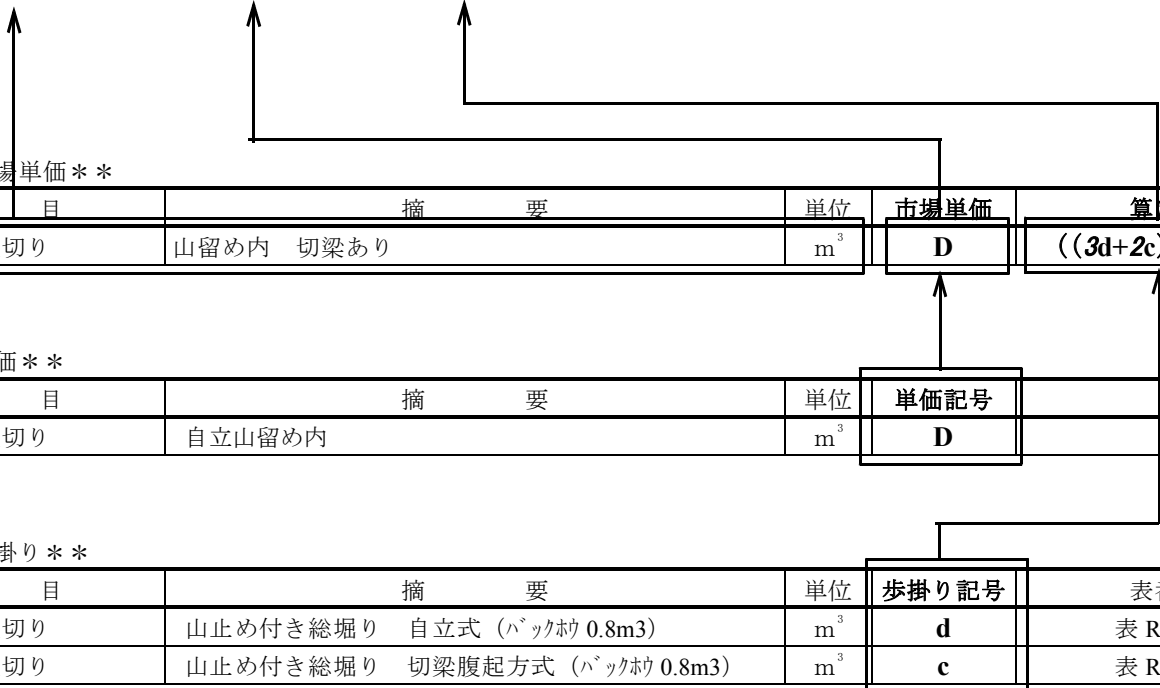 場単価＊＊
目 摘 要 単位 市場単価 算
切り 山留め内 切梁あり m³ D ((3d+2c)
価＊＊
目 摘 要 単位 単価記号
切り 自立山留め内 m³ D
掛り＊＊
目 摘 要 単位 歩掛り記号 表
切り 山止め付き総堀り 自立式（ﾊﾞｯｸﾎｳ 0.8m3） m³ d 表 R
切り 山止め付き総堀り 切梁腹起方式（ﾊﾞｯｸﾎｳ 0.8m3） m³ c 表 R